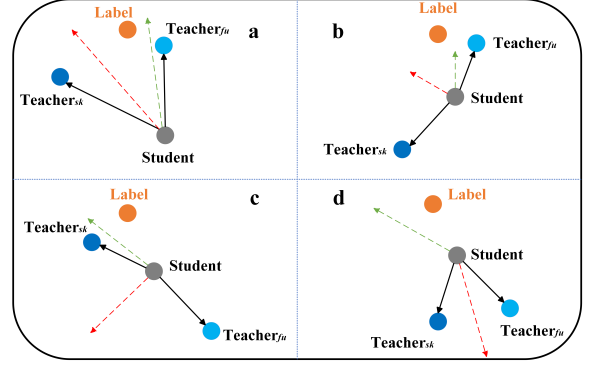 Label
a
Teacherfu
Teachersk
Student
Label
b
Teacherfu
Student
Teachersk
Label
c
Teachersk
Student
Teacherfu
d
Label
Student
Teachersk
Teacherfu